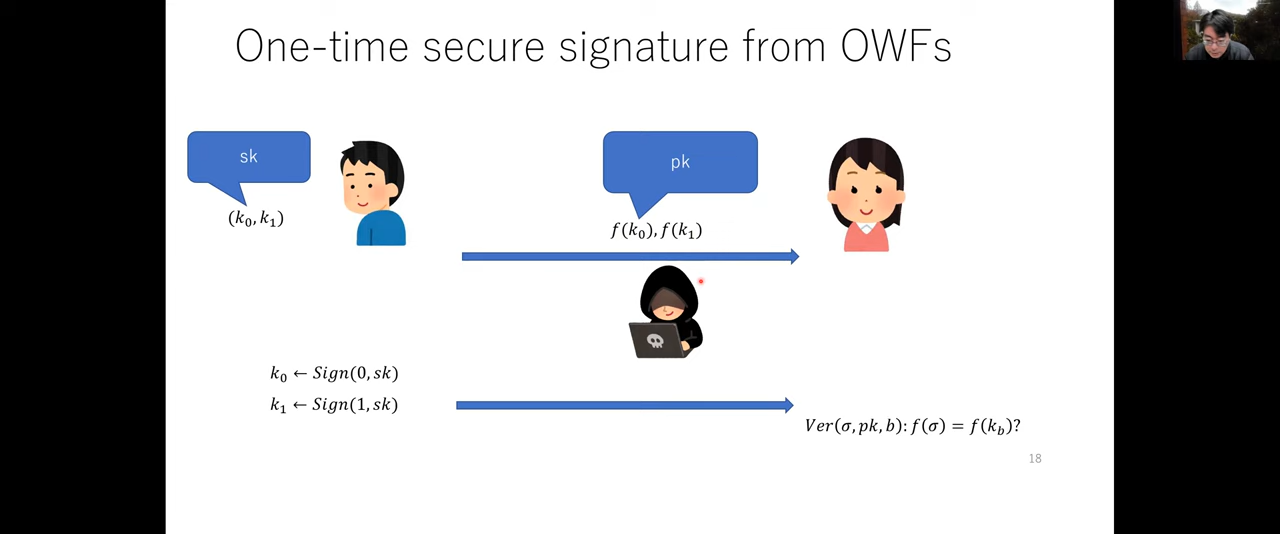 One-time secure signature from OWFs
sk
pk
(k₀, k₁)
f(k₀), f(k₁)
k₀ ← Sign(0, sk)
k₁ ← Sign(1, sk)
Ver(σ, pk, b): f(σ) = f(k_b)?
18